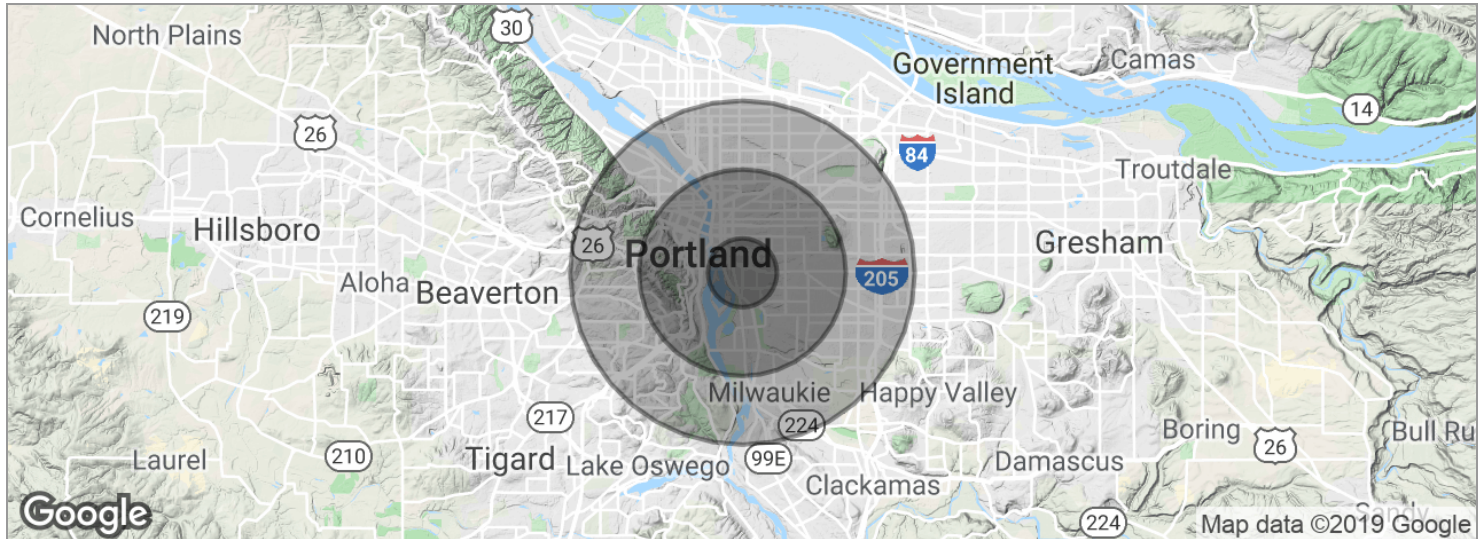 30
North Plains
Government
Island
Camas
14
26
84
Troutdale
Cornelius
Hillsboro
26
Portland
Gresham
Aloha
Beaverton
205
219
Milwaukie
Happy Valley
217
224
Boring
26
Bull Ru
Laurel
210
Tigard
Lake Oswego
99E
Damascus
Clackamas
Google
224
Sandy
Map data ©2019 Google